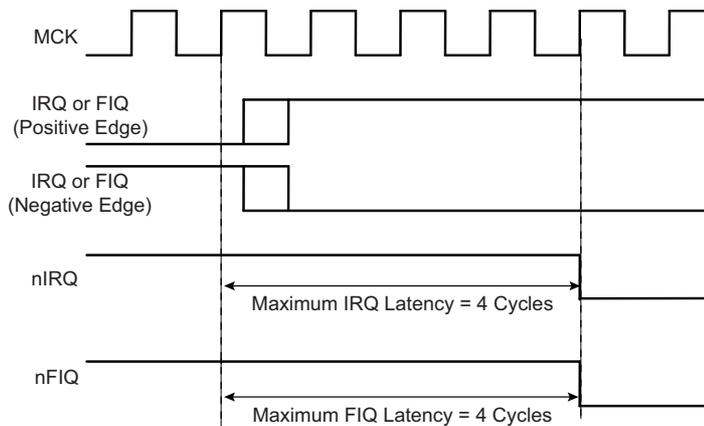 MCK
IRQ or FIQ
(Positive Edge)
IRQ or FIQ
(Negative Edge)
nIRQ
Maximum IRQ Latency = 4 Cycles
nFIQ
Maximum FIQ Latency = 4 Cycles